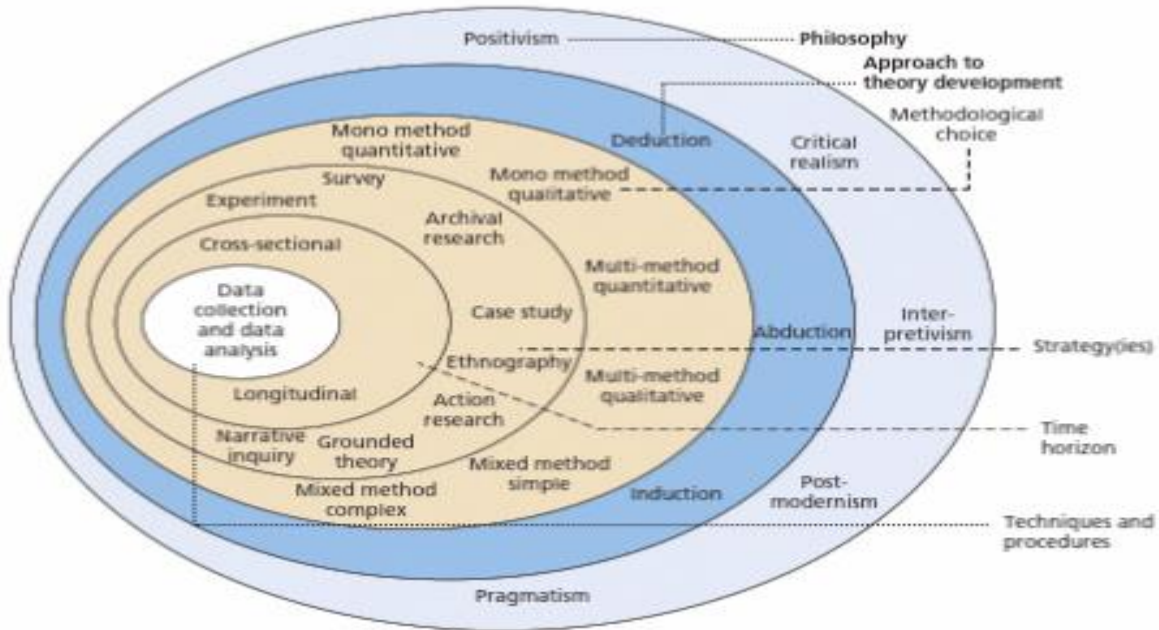 Positivism
Philosophy
Approach to
theory development
Methodological
choice
Mono method
quantitative
Deduction
Critical
realism
Survey
Mono method
qualitative
Experiment
Archival
research
Cross-sectional
Multi-method
quantitative
Data
collection
and data
analysis
Case study
Abduction
Inter-
pretivism
Strategy(ies)
Ethnography
Multi-method
qualitative
Longitudinal
Action
research
Time
horizon
Narrative
inquiry
Grounded
theory
Mixed method
simple
Mixed method
complex
Induction
Post-
modernism
Techniques and
procedures
Pragmatism